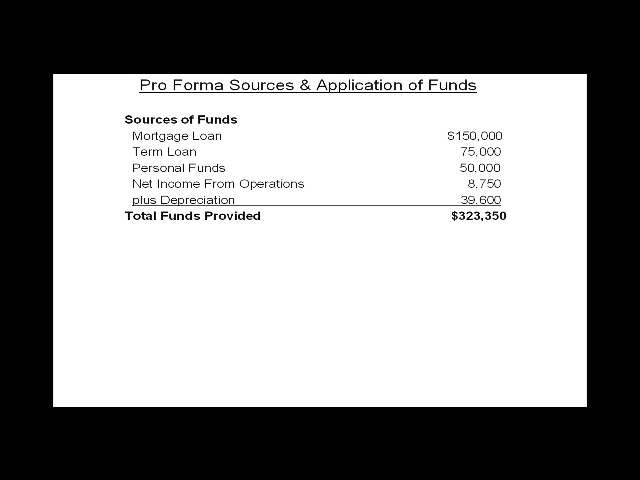 Pro Forma Sources & Application of Funds
Sources of Funds
Mortgage Loan $150,000
Term Loan 75,000
Personal Funds 50,000
Net Income From Operations 8,750
plus Depreciation 39,600
Total Funds Provided $323,350